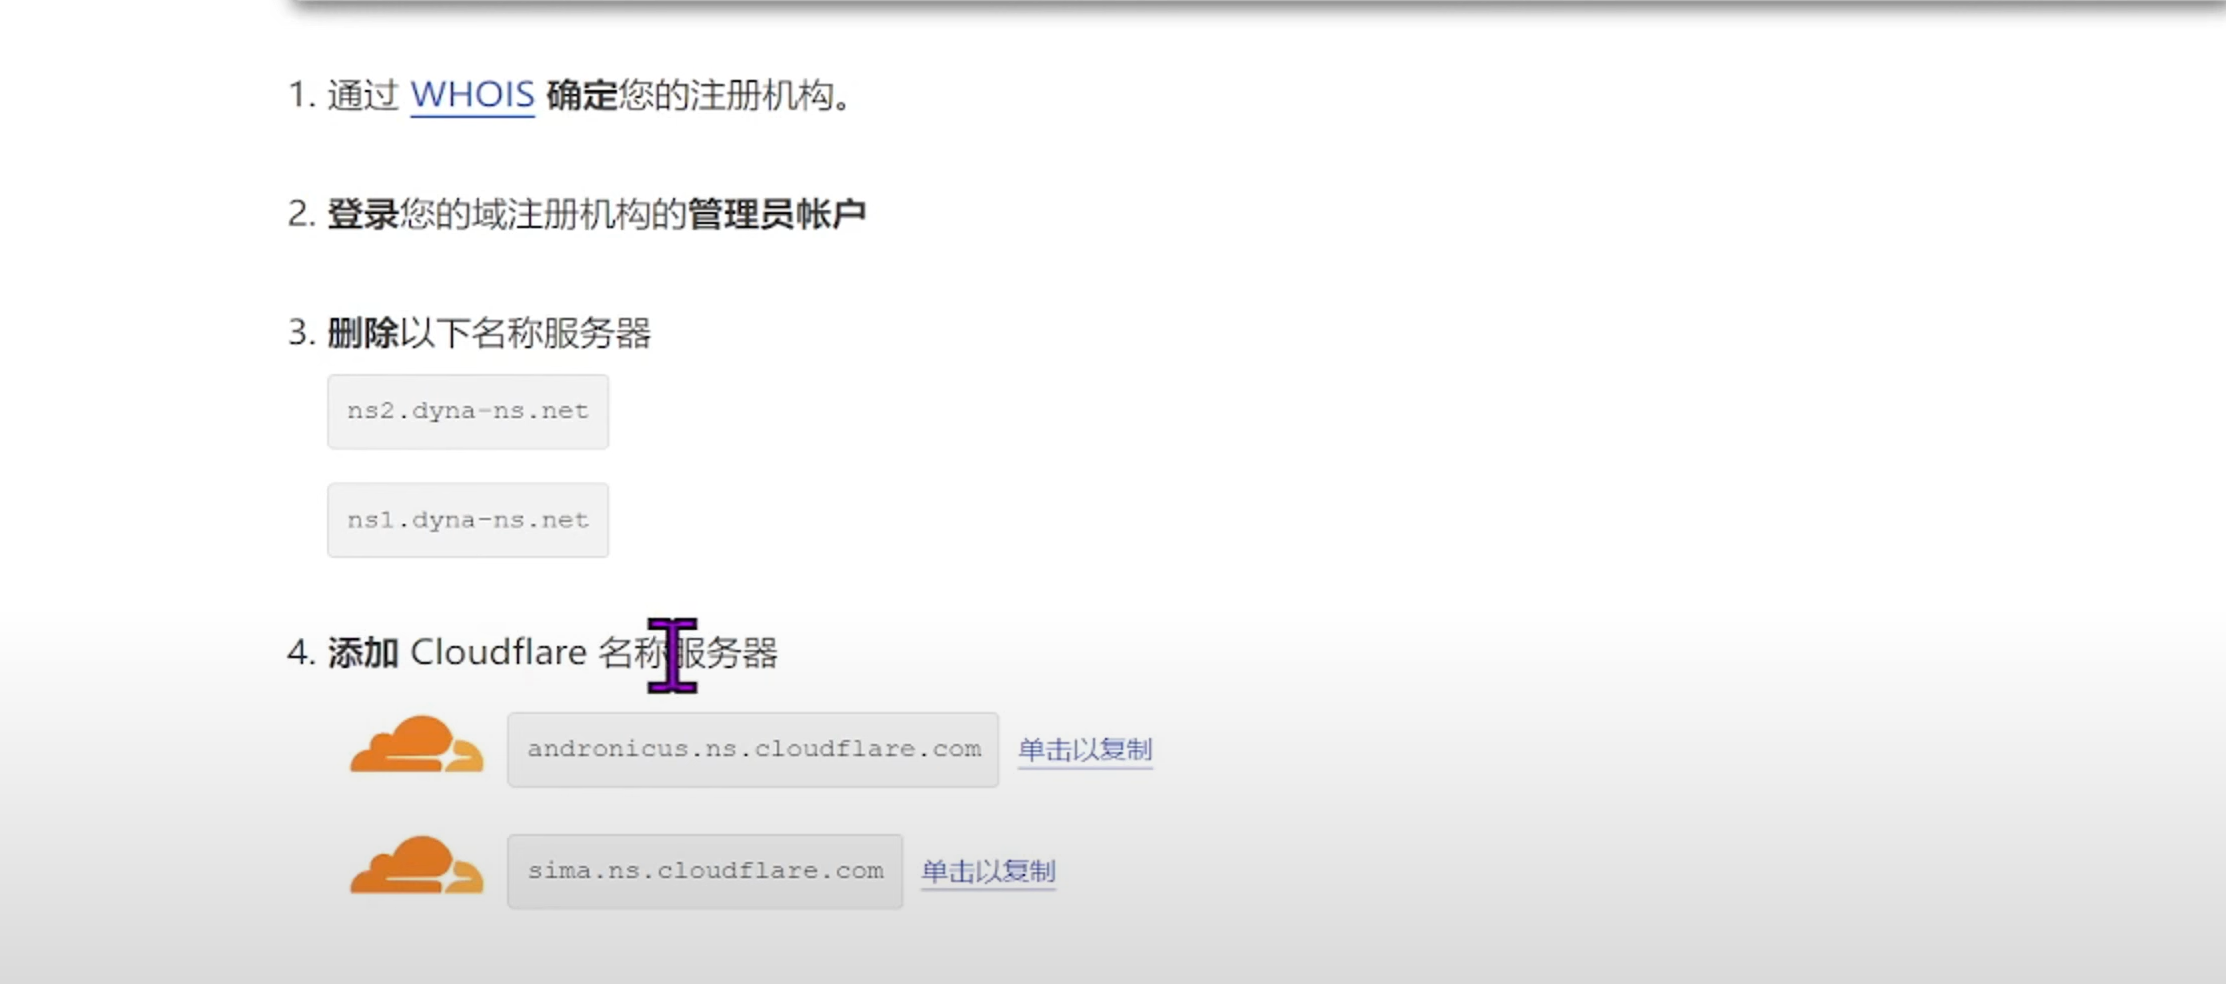 1. 通过 WHOIS 确定您的注册机构。
2. 登录您的域注册机构的管理员帐户
3. 删除以下名称服务器
ns2.dyna-ns.net
ns1.dyna-ns.net
4. 添加 Cloudflare 名称服务器
andronicus.ns.cloudflare.com 单击以复制
sima.ns.cloudflare.com 单击以复制